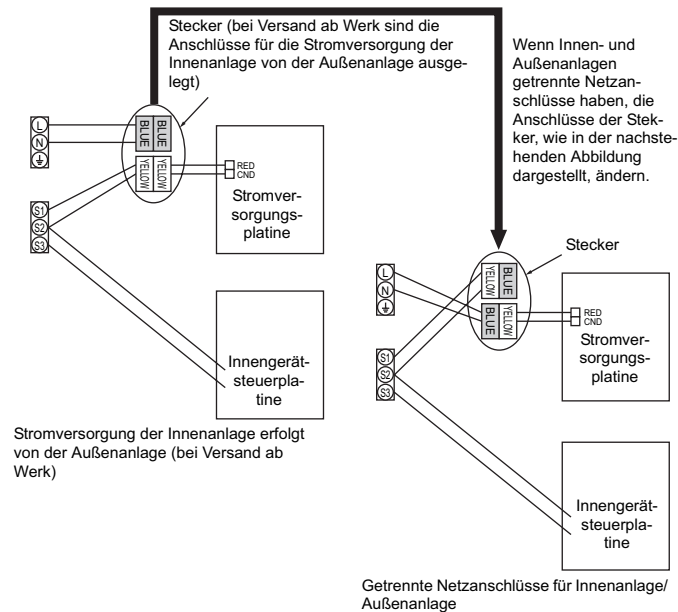 Stecker (bei Versand ab Werk sind die
Anschlüsse für die Stromversorgung der
Innenanlage von der Außenanlage ausge-
legt)
Wenn Innen- und
Außenanlagen
getrennte Netzan-
schlüsse haben, die
Anschlüsse der Stek-
ker, wie in der nachste-
henden Abbildung
dargestellt, ändern.
L
N
BLUE
BLUE
YELLOW
YELLOW
RED
CND
Stromver-
sorgungs-
platine
S1
S2
S3
Innengerät-
steuerpla-
tine
Stromversorgung der Innenanlage erfolgt
von der Außenanlage (bei Versand ab
Werk)
Stecker
L
N
YELLOW
BLUE
BLUE
YELLOW
RED
CND
Stromver-
sorgungs-
platine
S1
S2
S3
Innengerät-
steuerpla-
tine
Getrennte Netzanschlüsse für Innenanlage/
Außenanlage